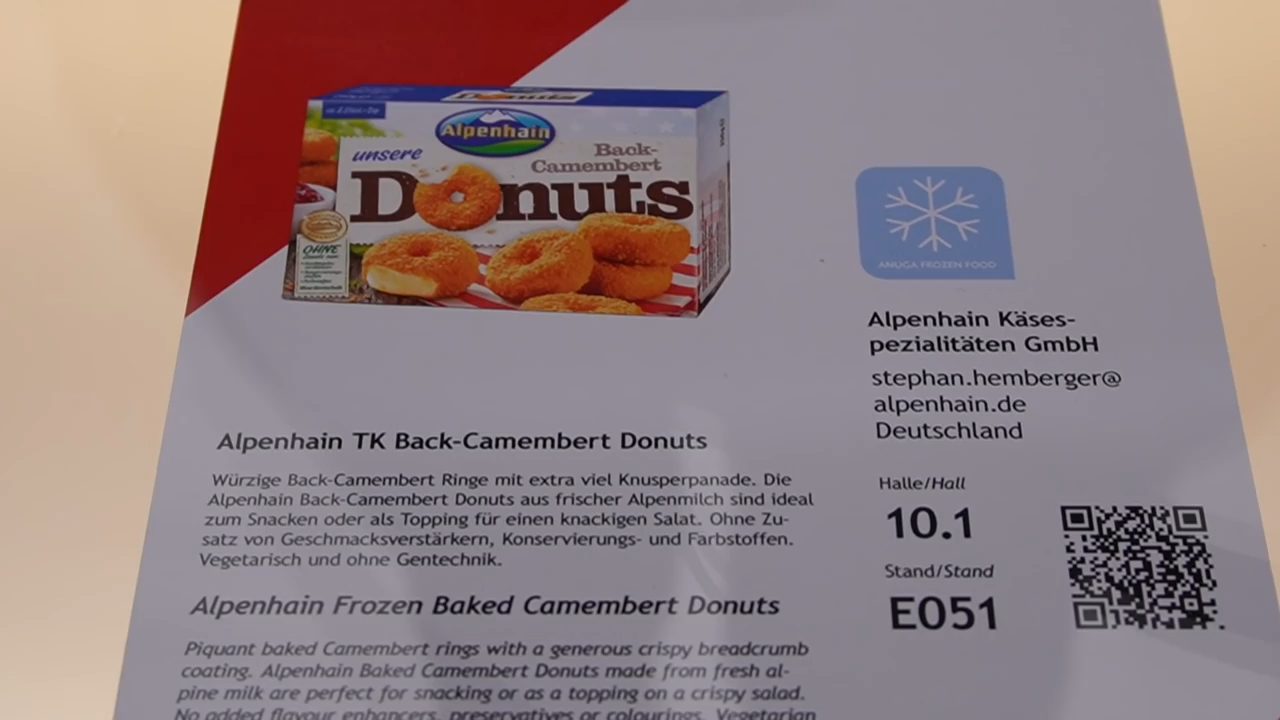 Donuts
Alpenhain
unsere
Back-
Camembert
Donuts
OHNE
ANUGA FROZEN FOOD
Alpenhain Käses-
pezialitäten GmbH
stephan.hemberger@
alpenhain.de
Deutschland
Halle/Hall
10.1
Stand/Stand
E051
Alpenhain TK Back-Camembert Donuts
Würzige Back-Camembert Ringe mit extra viel Knusperpanade. Die
Alpenhain Back-Camembert Donuts aus frischer Alpenmilch sind ideal
zum Snacken oder als Topping für einen knackigen Salat. Ohne Zu-
satz von Geschmacksverstärkern, Konservierungs- und Farbstoffen.
Vegetarisch und ohne Gentechnik.
Alpenhain Frozen Baked Camembert Donuts
Piquant baked Camembert rings with a generous crispy breadcrumb
coating. Alpenhain Baked Camembert Donuts made from fresh al-
pine milk are perfect for snacking or as a topping on a crispy salad.
No added flavour enhancers, preservatives or colourings. Vegetarian